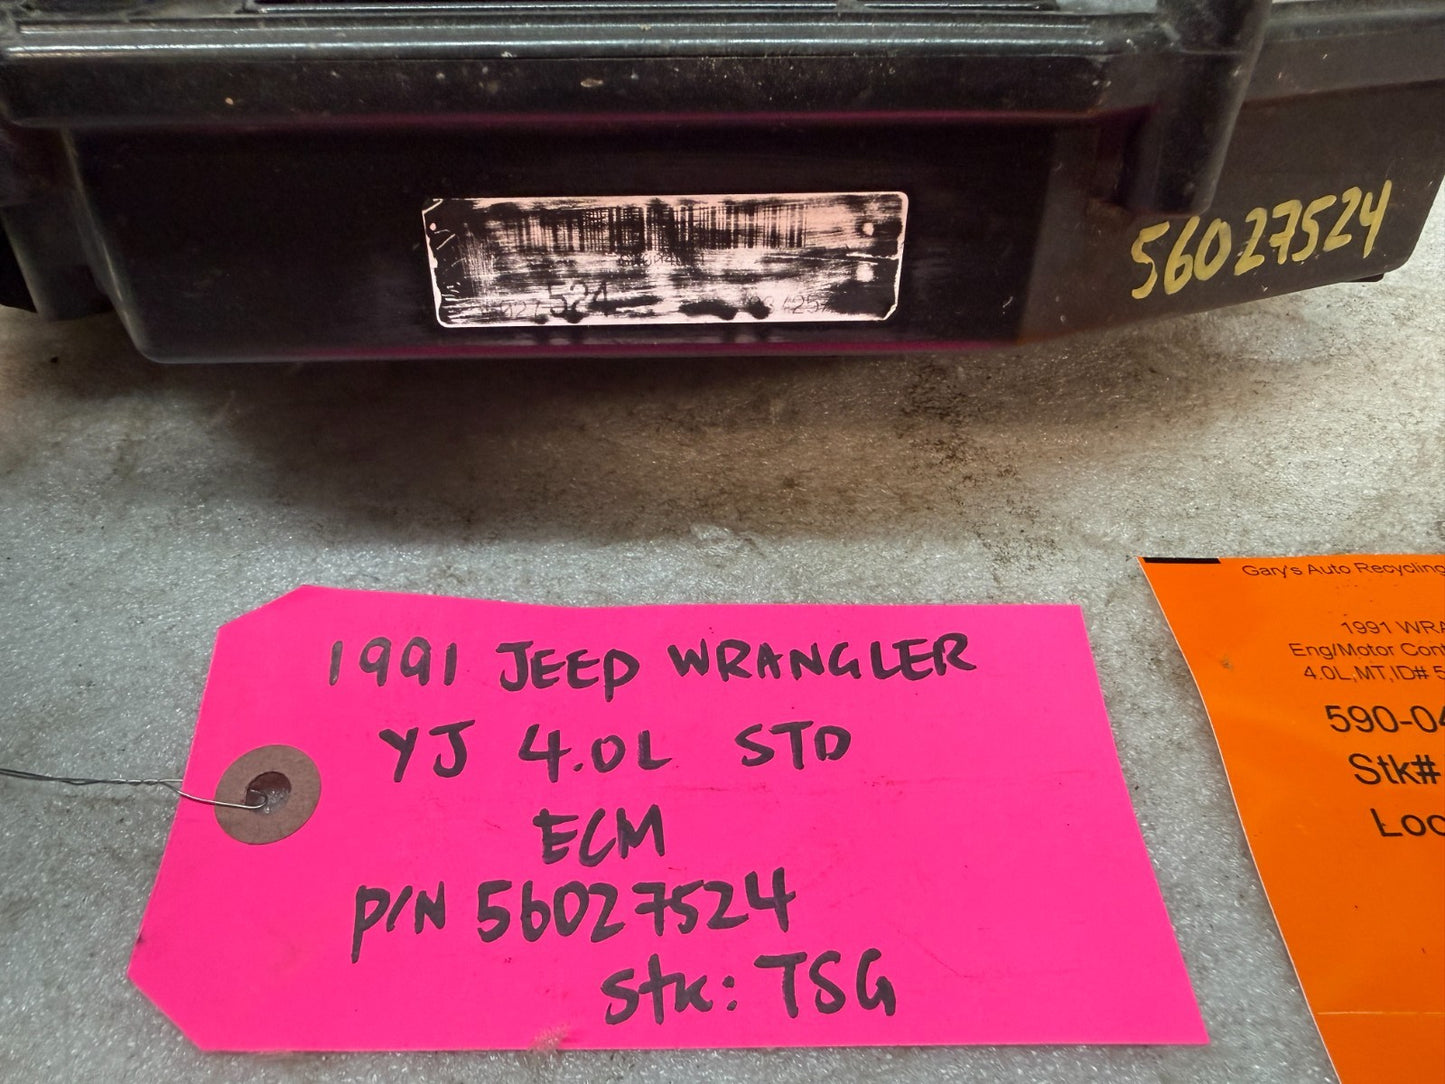 524
56027524
1991 JEEP WRANGLER
YJ 4.0L STD
ECM
P/N 56027524
Stk: TSG
Gary's Auto Recycling
1991 WRA
Eng/Motor Cont
4.0L,MT,ID# 5
590-04
Stk#
Loc